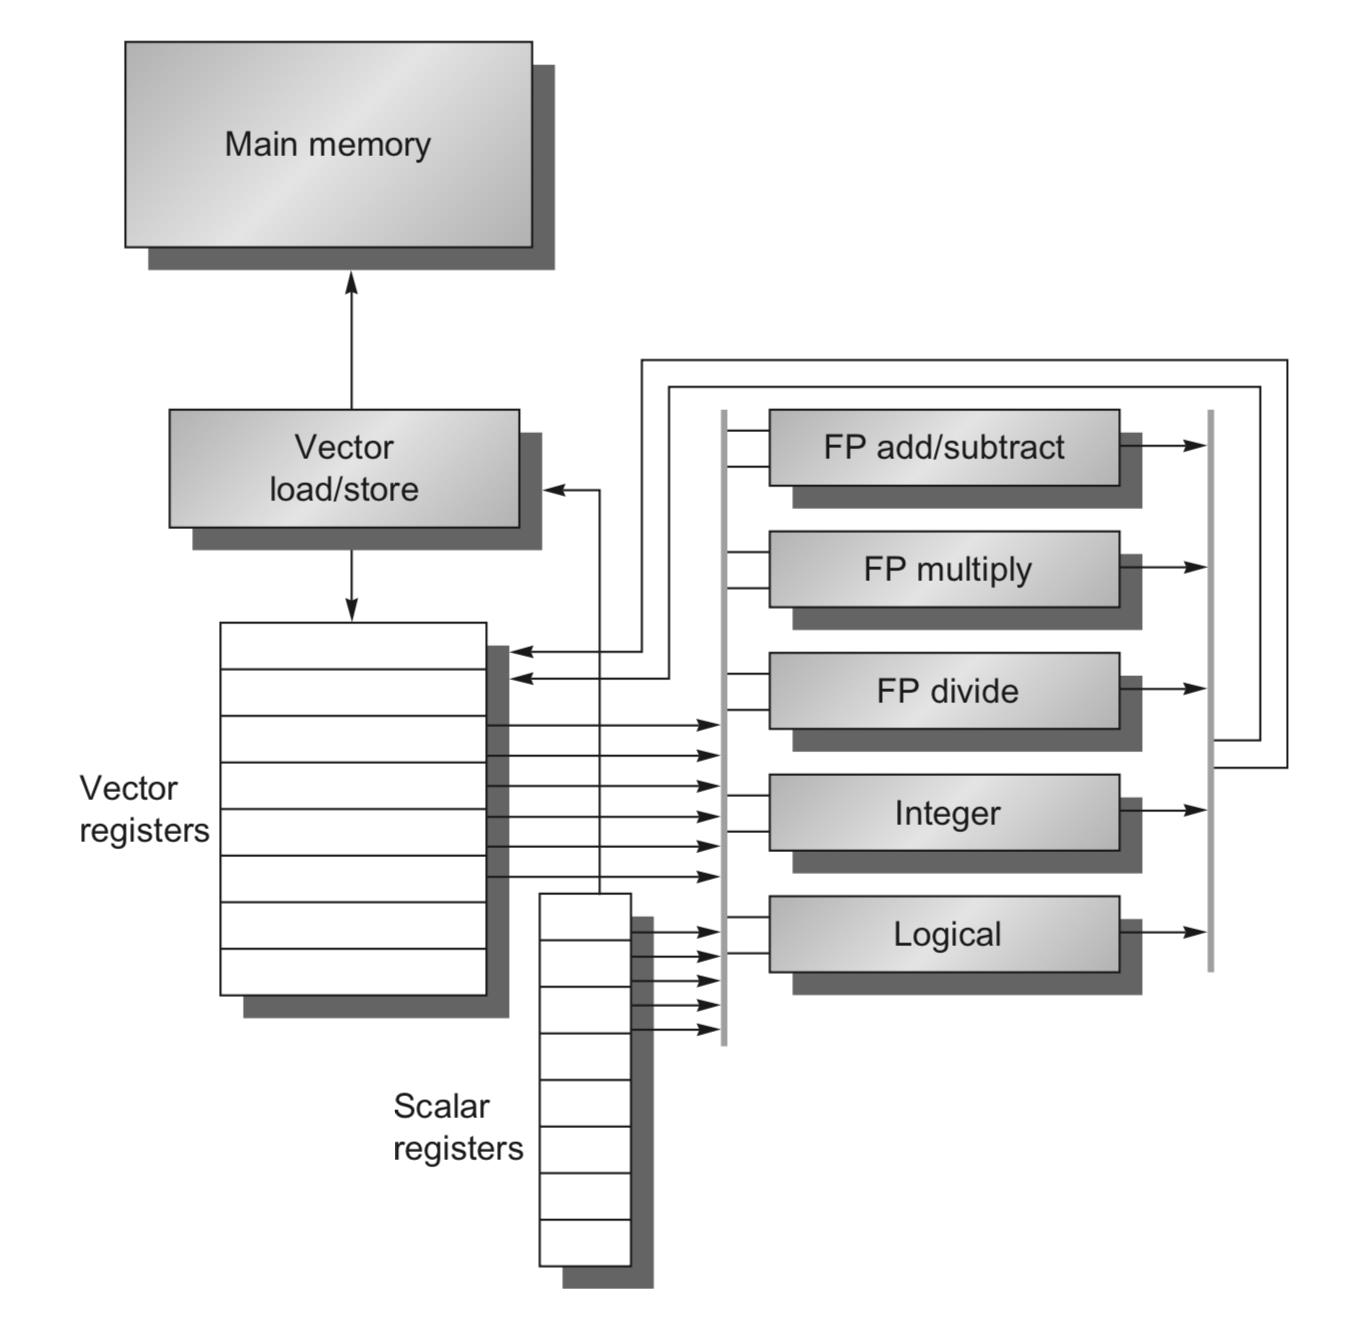 Main memory
Vector
load/store
FP add/subtract
FP multiply
FP divide
Integer
Logical
Vector
registers
Scalar
registers